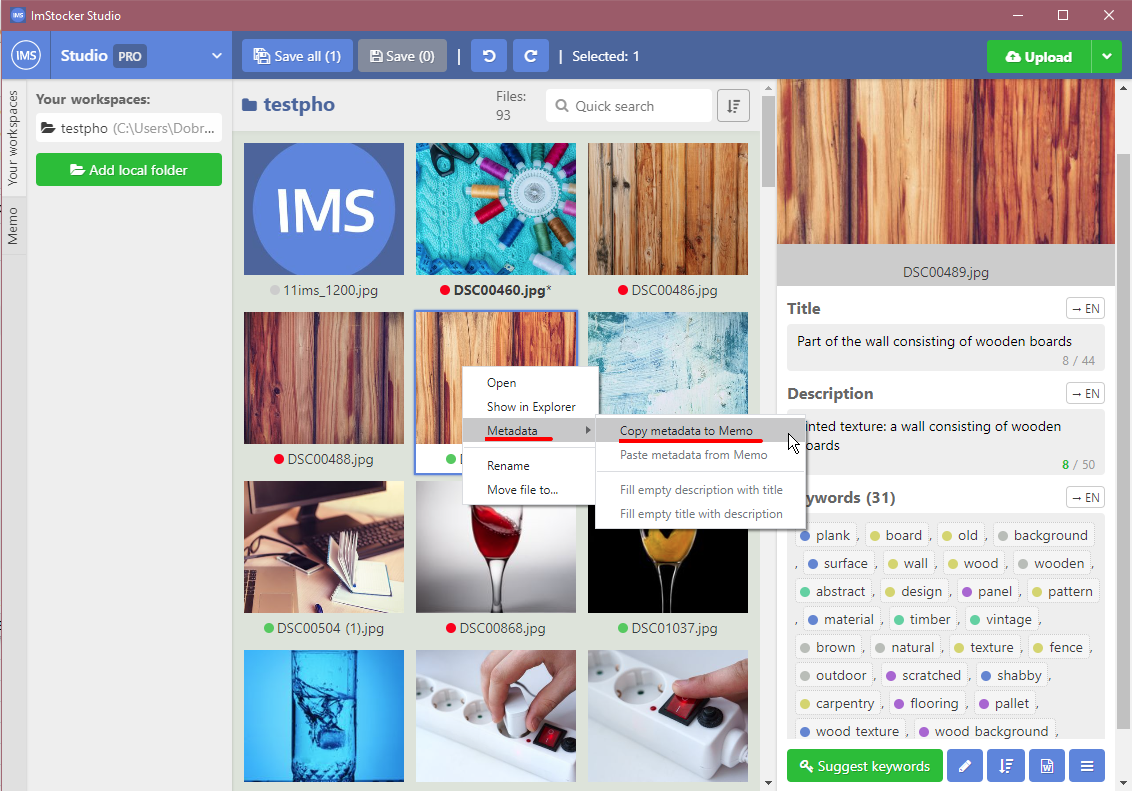 IMS ImStocker Studio
IMS Studio PRO
Save all (1) Save (0) | | Selected: 1
Upload
Your workspaces
Memo
Your workspaces:
testpho (C:\Users\Dobr...
Add local folder
testpho
Files:
93
Quick search
IMS
11ims_1200.jpg
DSC00460.jpg*
DSC00486.jpg
DSC00488.jpg
DSC00504 (1).jpg
DSC00868.jpg
DSC01037.jpg
Open
Show in Explorer
Metadata
Rename
Move file to...
Copy metadata to Memo
Paste metadata from Memo
Fill empty description with title
Fill empty title with description
DSC00489.jpg
Title
→ EN
Part of the wall consisting of wooden boards
8 / 44
Description
→ EN
inted texture: a wall consisting of wooden
oards
8 / 50
ywords (31)
→ EN
plank , board , old , background
, surface , wall , wood , wooden ,
abstract , design , panel , pattern
, material , timber , vintage ,
brown , natural , texture , fence ,
outdoor , scratched , shabby ,
carpentry , flooring , pallet ,
wood texture , wood background ,
Suggest keywords